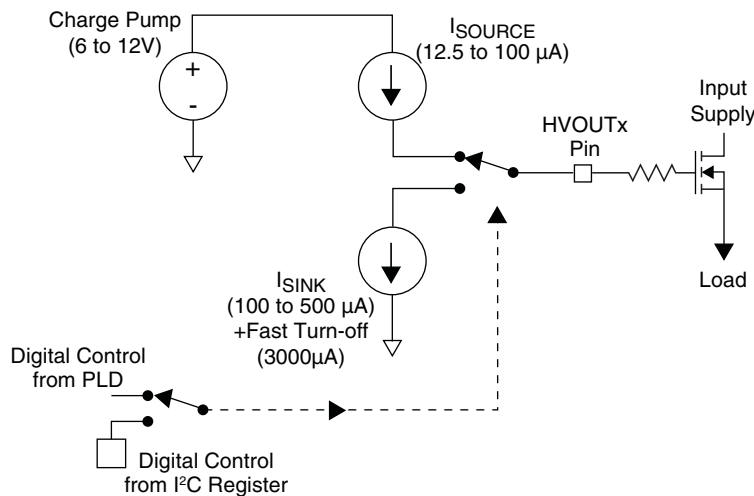 Charge Pump
(6 to 12V)
+
-
ISOURCE
(12.5 to 100 µA)
Input
Supply
HVOUTx
Pin
Load
ISINK
(100 to 500 µA)
+Fast Turn-off
(3000µA)
Digital Control
from PLD
Digital Control
from I²C Register